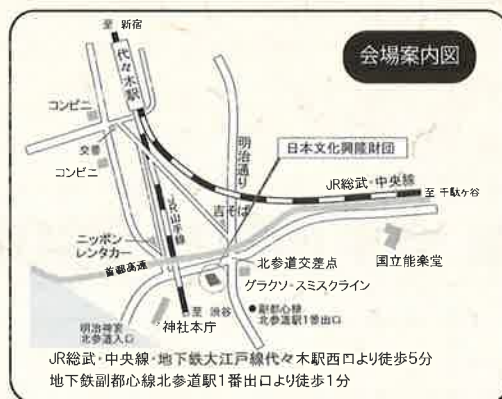 会場案内図
至 新宿
代々木駅
コンビニ
交番
コンビニ
明治通り
日本文化興隆財団
JR総武・中央線
至 千駄ヶ谷
吉そば
JR山手線
ニッポン
レンタカー
首都高速
北参道交差点
グラクソ・スミスクライン
国立能楽堂
明治神宮
北参道入口
神社本庁
至 渋谷
●副都心線
北参道駅1番出口
JR総武・中央線・地下鉄大江戸線代々木駅西口より徒歩5分
地下鉄副都心線北参道駅1番出口より徒歩1分